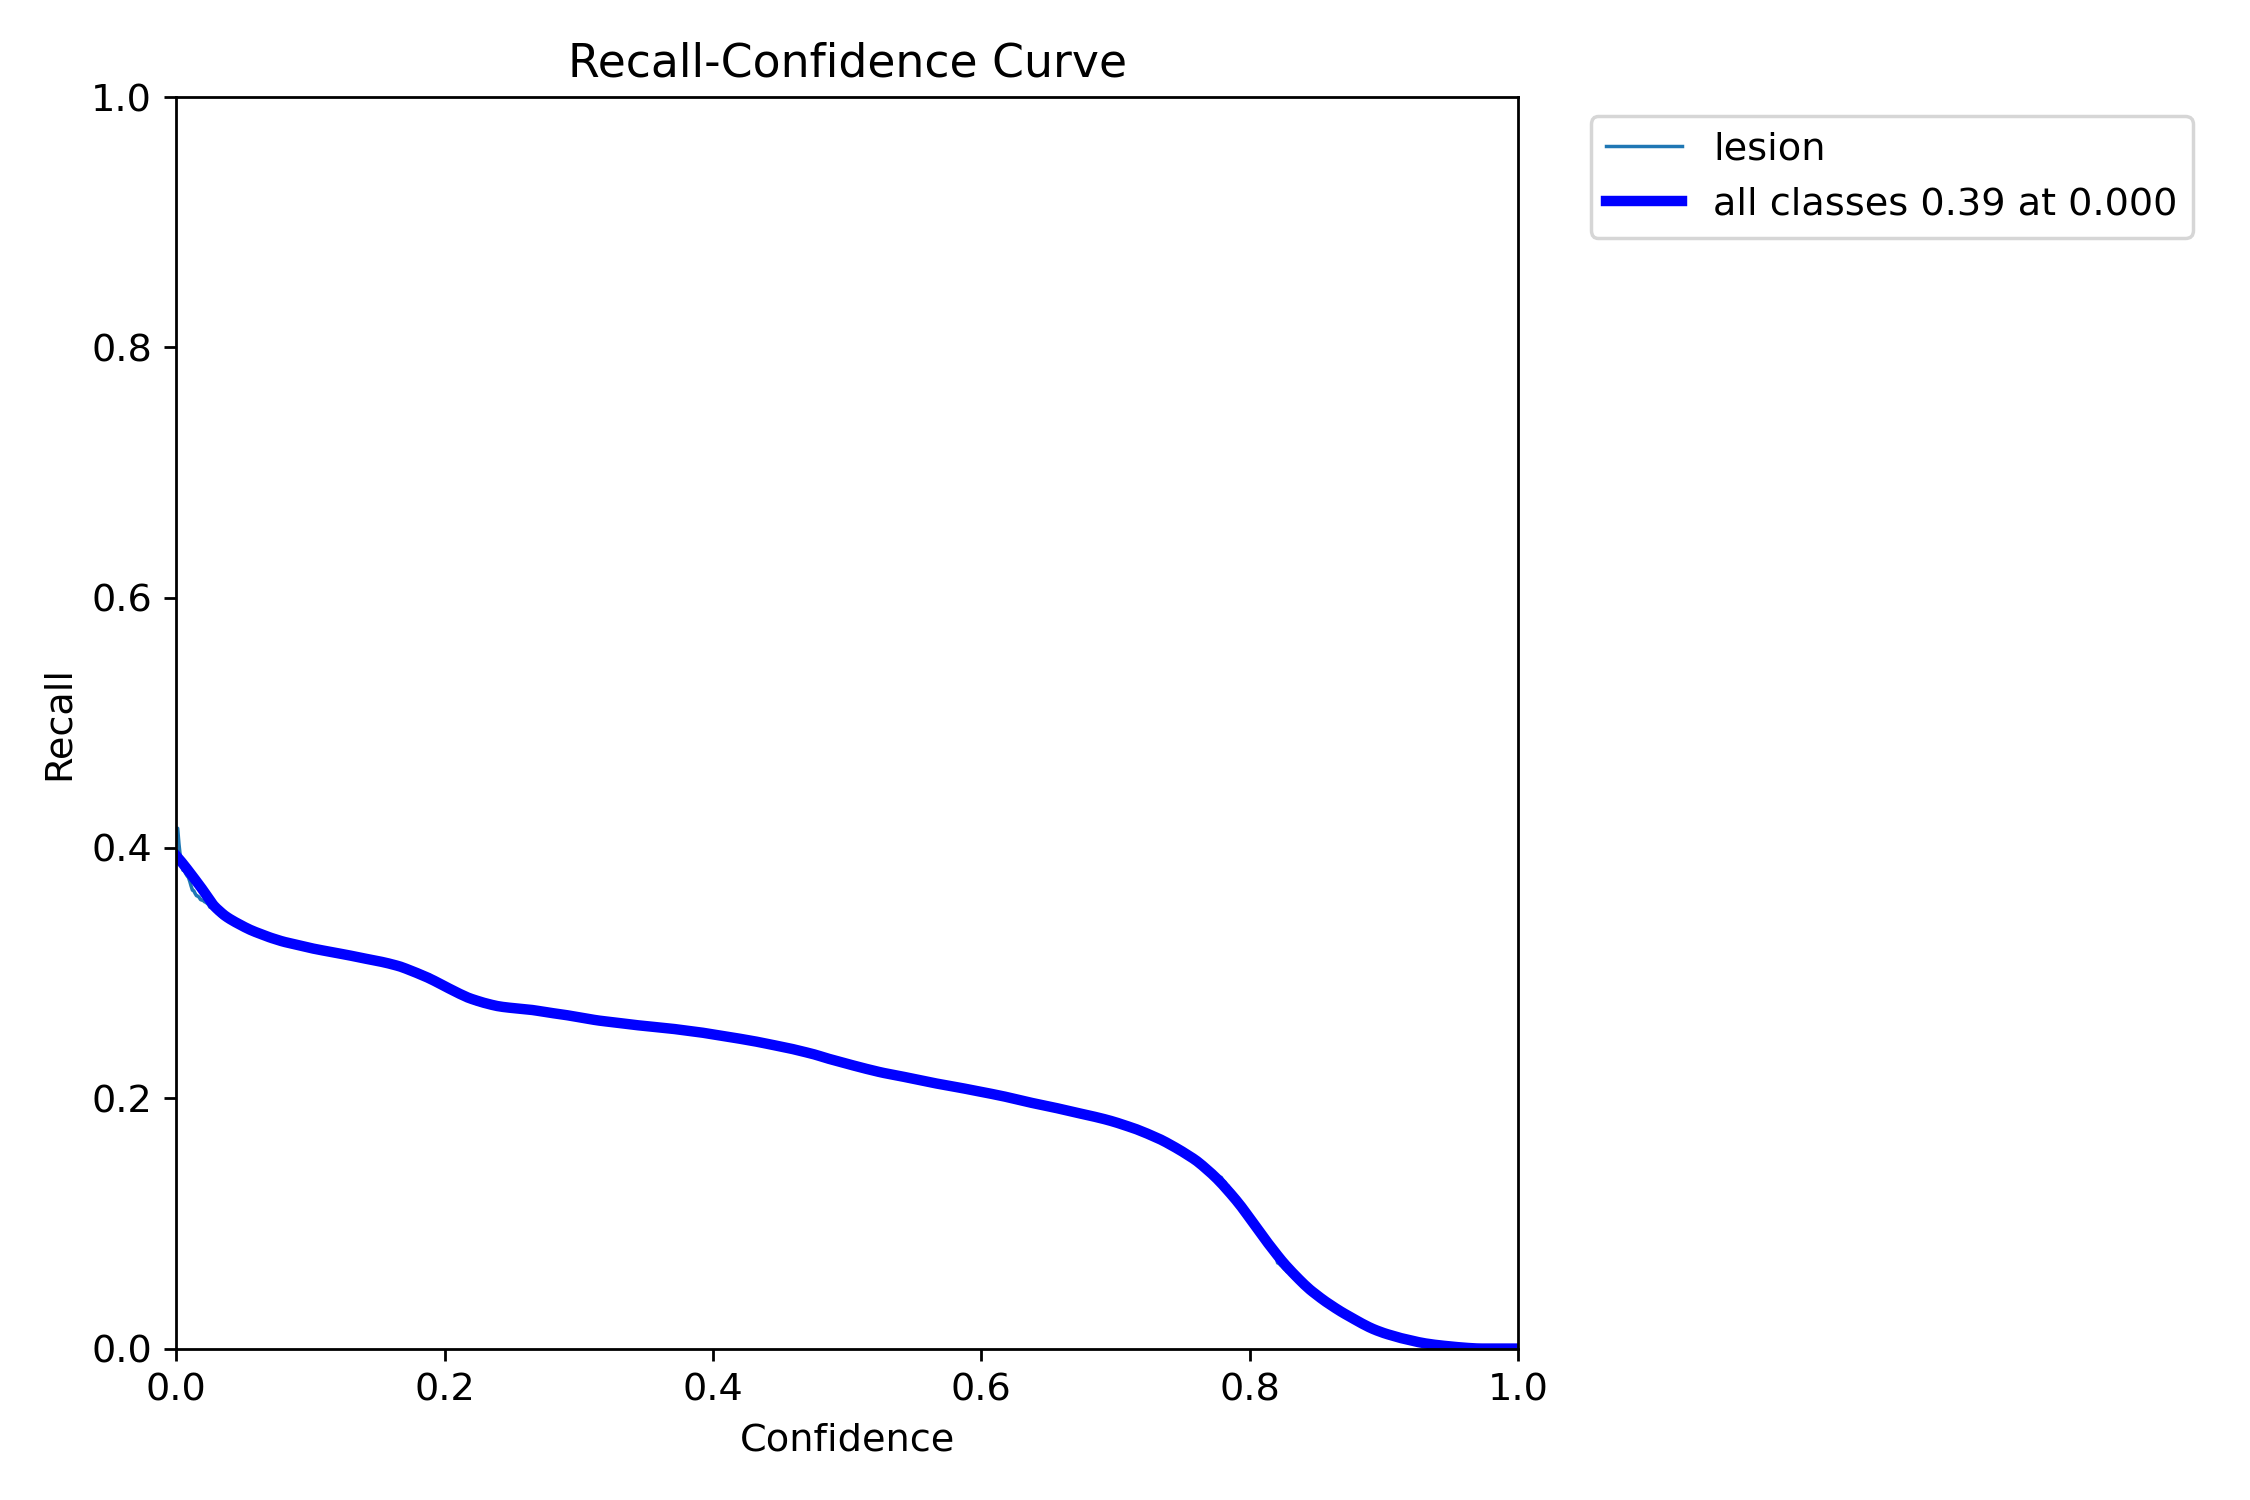 Recall-Confidence Curve
1.0
0.8
0.6
0.4
0.2
0.0
Recall
0.0 0.2 0.4 0.6 0.8 1.0
Confidence
lesion
all classes 0.39 at 0.000